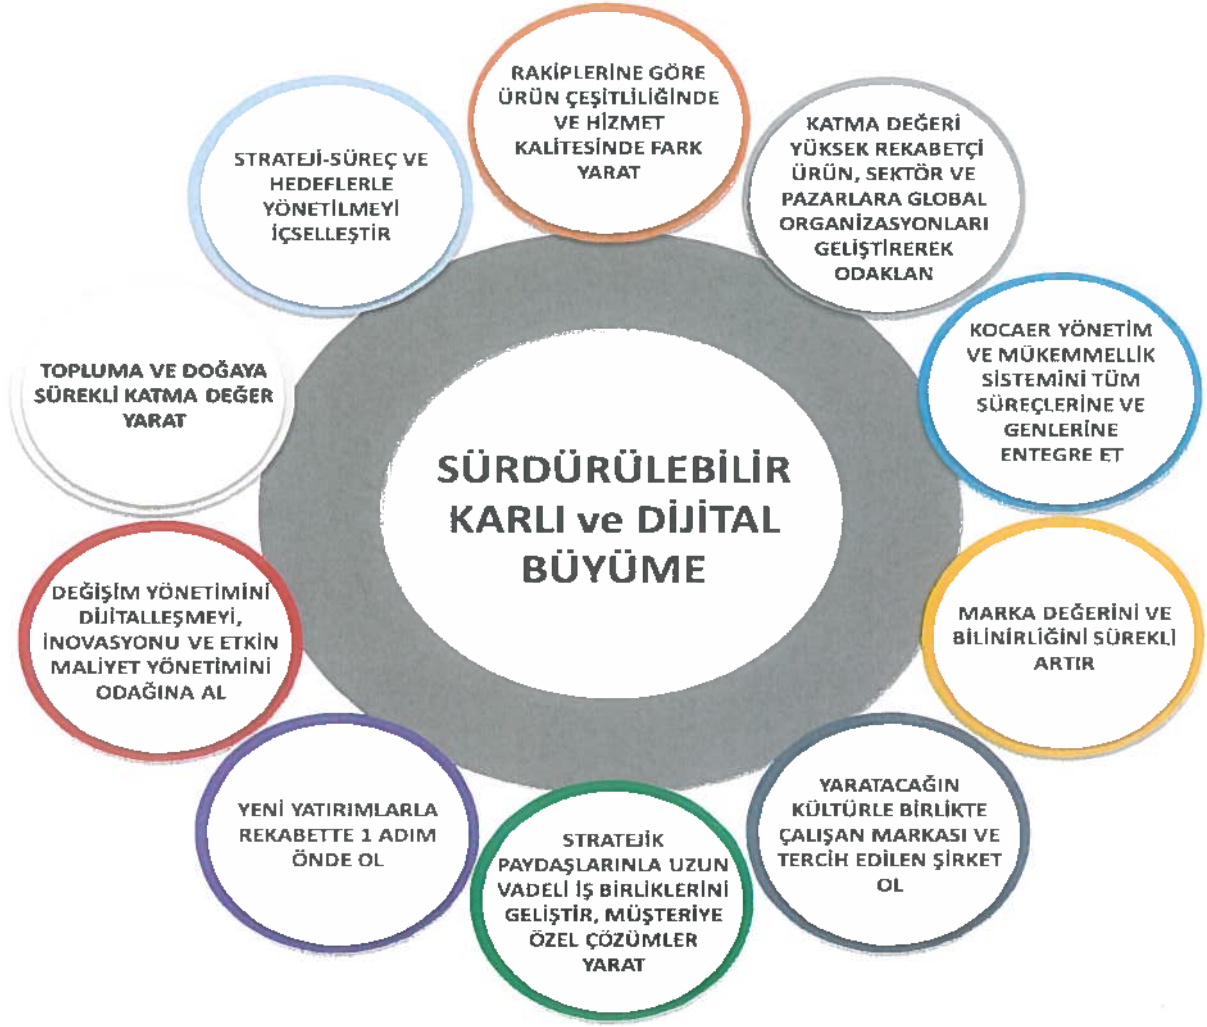 RAKİPLERİNE GÖRE
ÜRÜN ÇEŞİTLİLİĞİNDE
VE HİZMET
KALİTESİNDE FARK
YARAT
KATMA DEĞERİ
YÜKSEK REKABETÇİ
ÜRÜN, SEKTÖR VE
PAZARLARA GLOBAL
ORGANİZASYONLARI
GELİŞTİREREK
ODAKLAN
KOCAER YÖNETİM
VE MÜKEMMELLİK
SİSTEMİNİ TÜM
SÜREÇLERİNE VE
GENLERİNE
ENTEGRE ET
MARKA DEĞERİNİ VE
BİLİNİRLİĞİNİ SÜREKLİ
ARTIR
YARATACAĞIN
KÜLTÜRLE BİRLİKTE
ÇALIŞAN MARKASI VE
TERCİH EDİLEN ŞİRKET
OL
STRATEJİK
PAYDAŞLARINLA UZUN
VADELİ İŞ BİRLİKLERİNİ
GELİŞTİR, MÜŞTERİYE
ÖZEL ÇÖZÜMLER
YARAT
YENİ YATIRIMLARLA
REKABETTE 1 ADIM
ÖNDE OL
DEĞİŞİM YÖNETİMİNİ
DİJİTALLEŞMEYİ,
İNOVASYONU VE ETKİN
MALİYET YÖNETİMİNİ
ODAĞINA AL
TOPLUMA VE DOĞAYA
SÜREKLİ KATMA DEĞER
YARAT
STRATEJİ-SÜREÇ VE
HEDEFLERLE
YÖNETİLMEYİ
İÇSELLEŞTİR
SÜRDÜRÜLEBİLİR
KARLI ve DİJİTAL
BÜYÜME